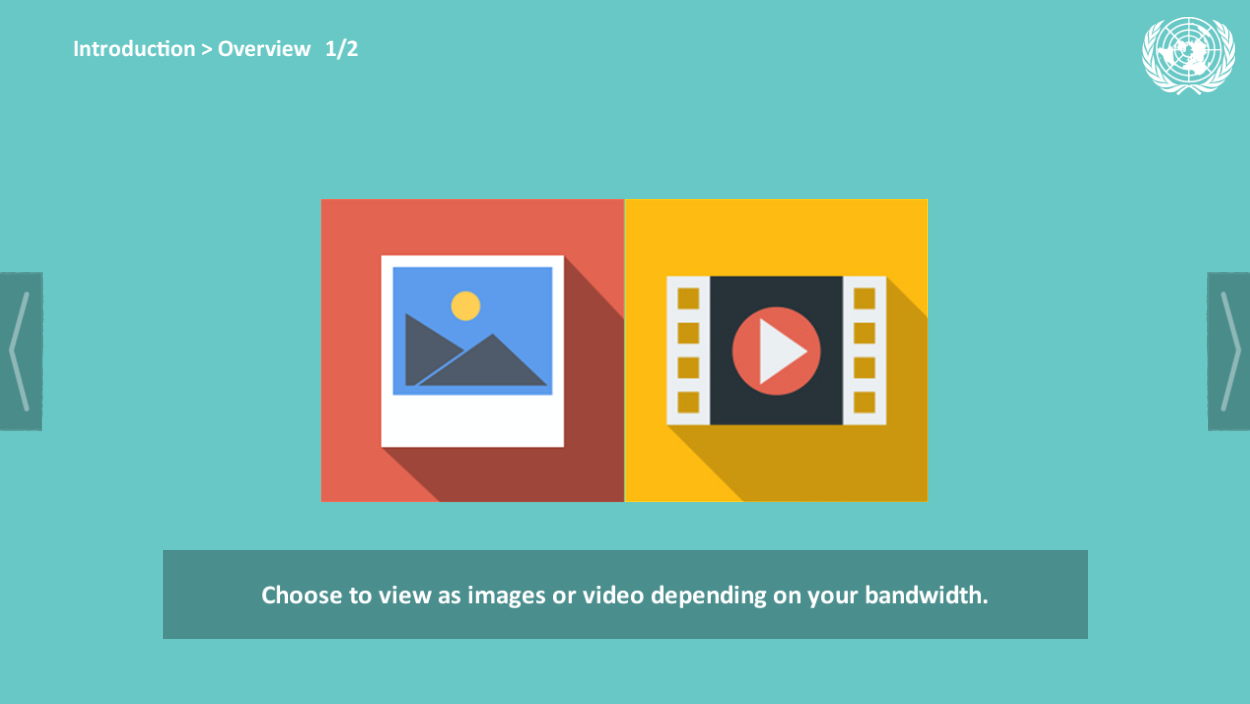 Introduction > Overview 1/2
Choose to view as images or video depending on your bandwidth.